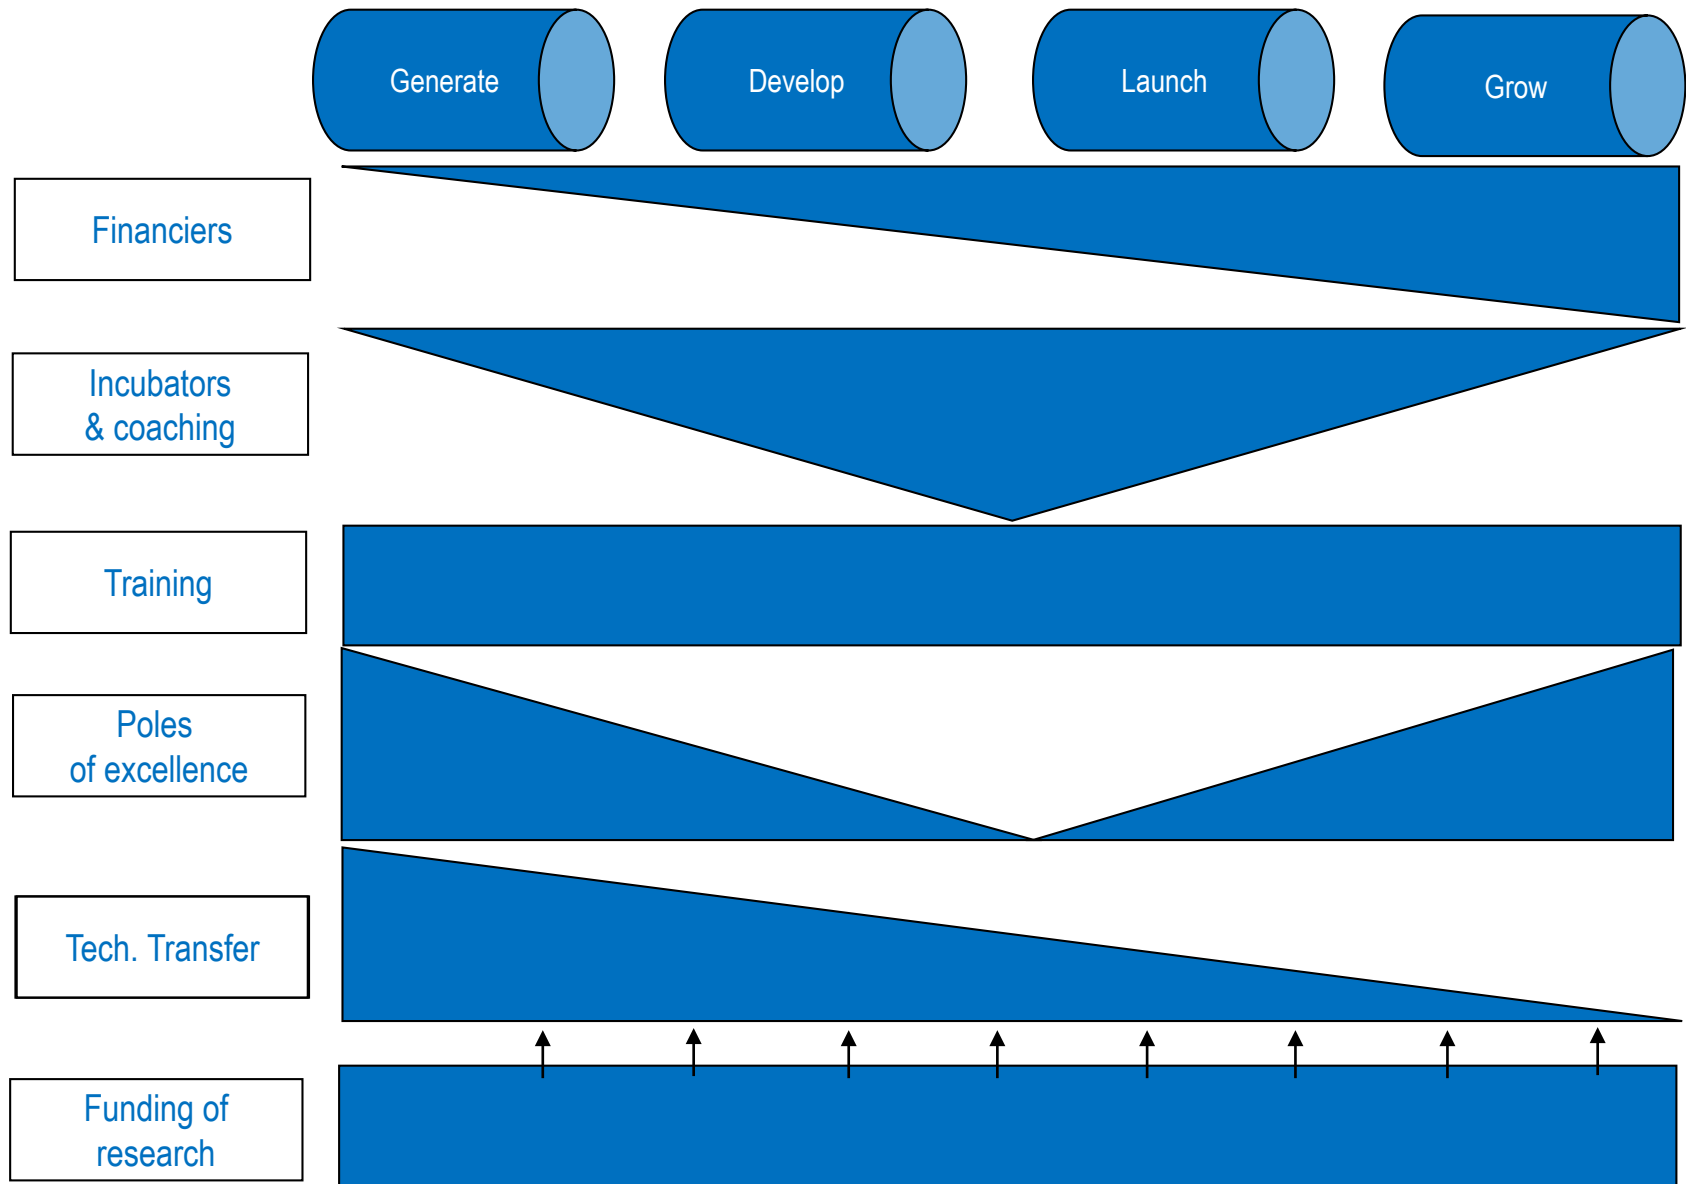 Generate
Develop
Launch
Grow
Financiers
Incubators
& coaching
Training
Poles
of excellence
Tech. Transfer
Funding of
research